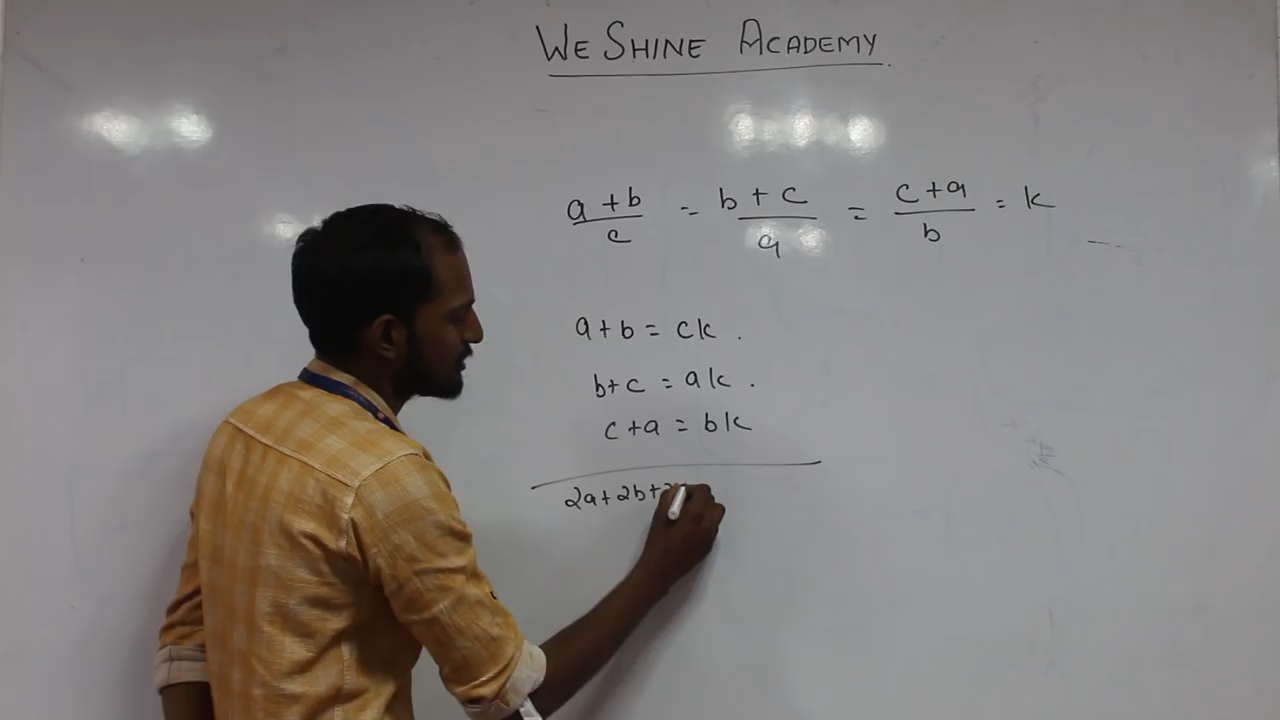 WE SHINE ACADEMY.
a+b/c = b+c/a = c+a/b = k
a+b = ck.
b+c = ak.
c+a = bk
2a+2b+